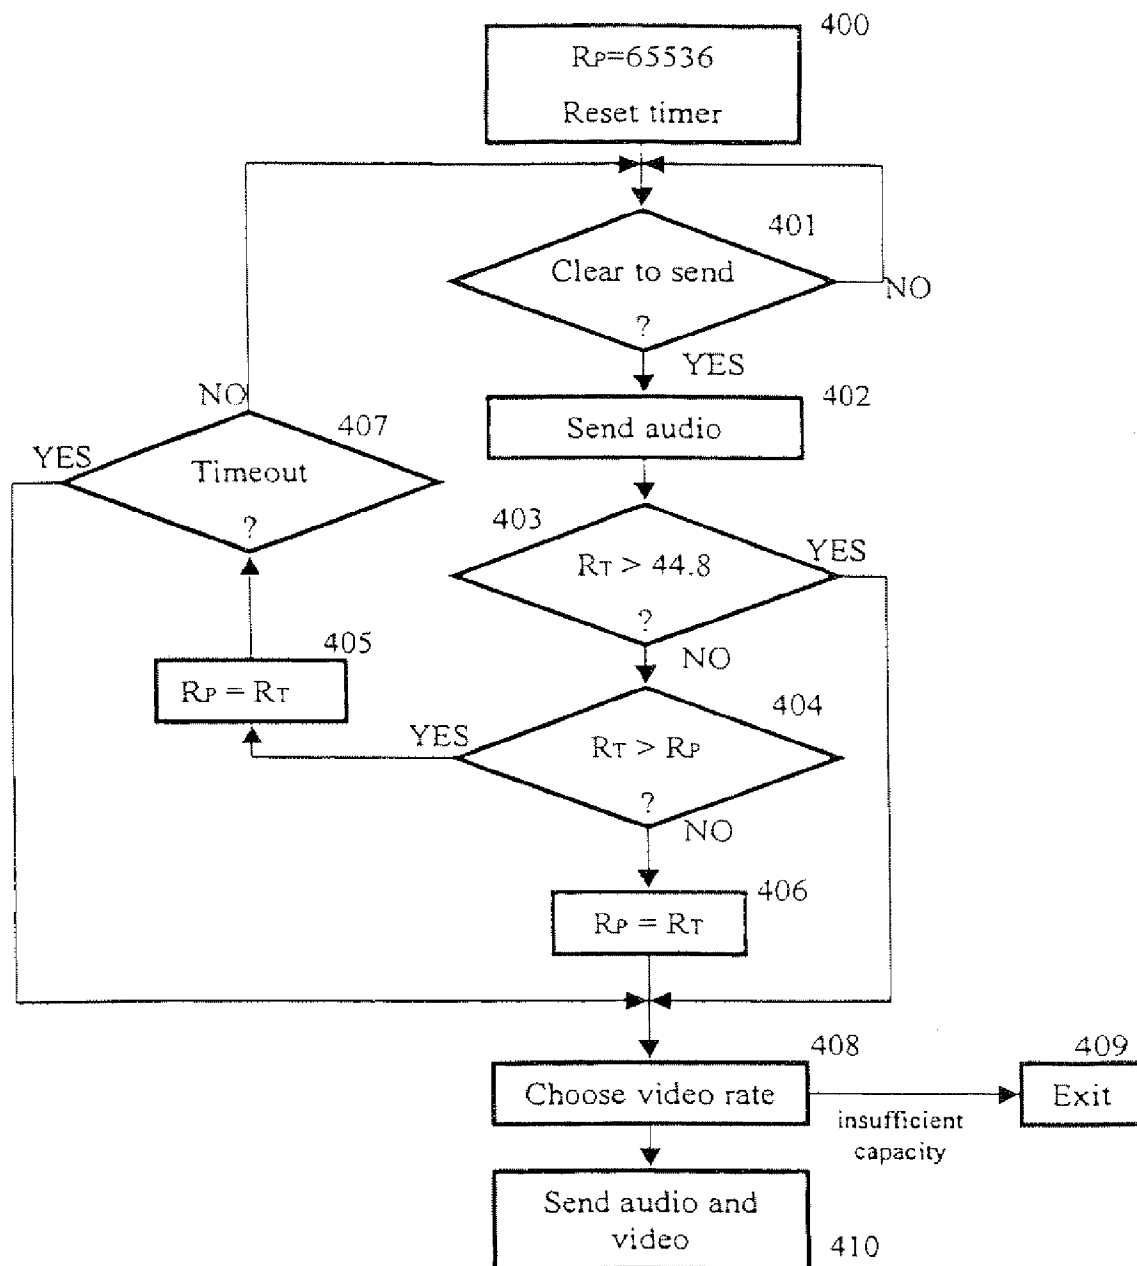 400
RP=65536
Reset timer
401
Clear to send
?
NO
YES
402
Send audio
NO
407
YES
Timeout
?
403
YES
RT > 44.8
?
NO
405
RP = RT
404
YES
RT > RP
?
NO
406
RP = RT
408
409
Choose video rate
Exit
insufficient
capacity
Send audio and
video
410